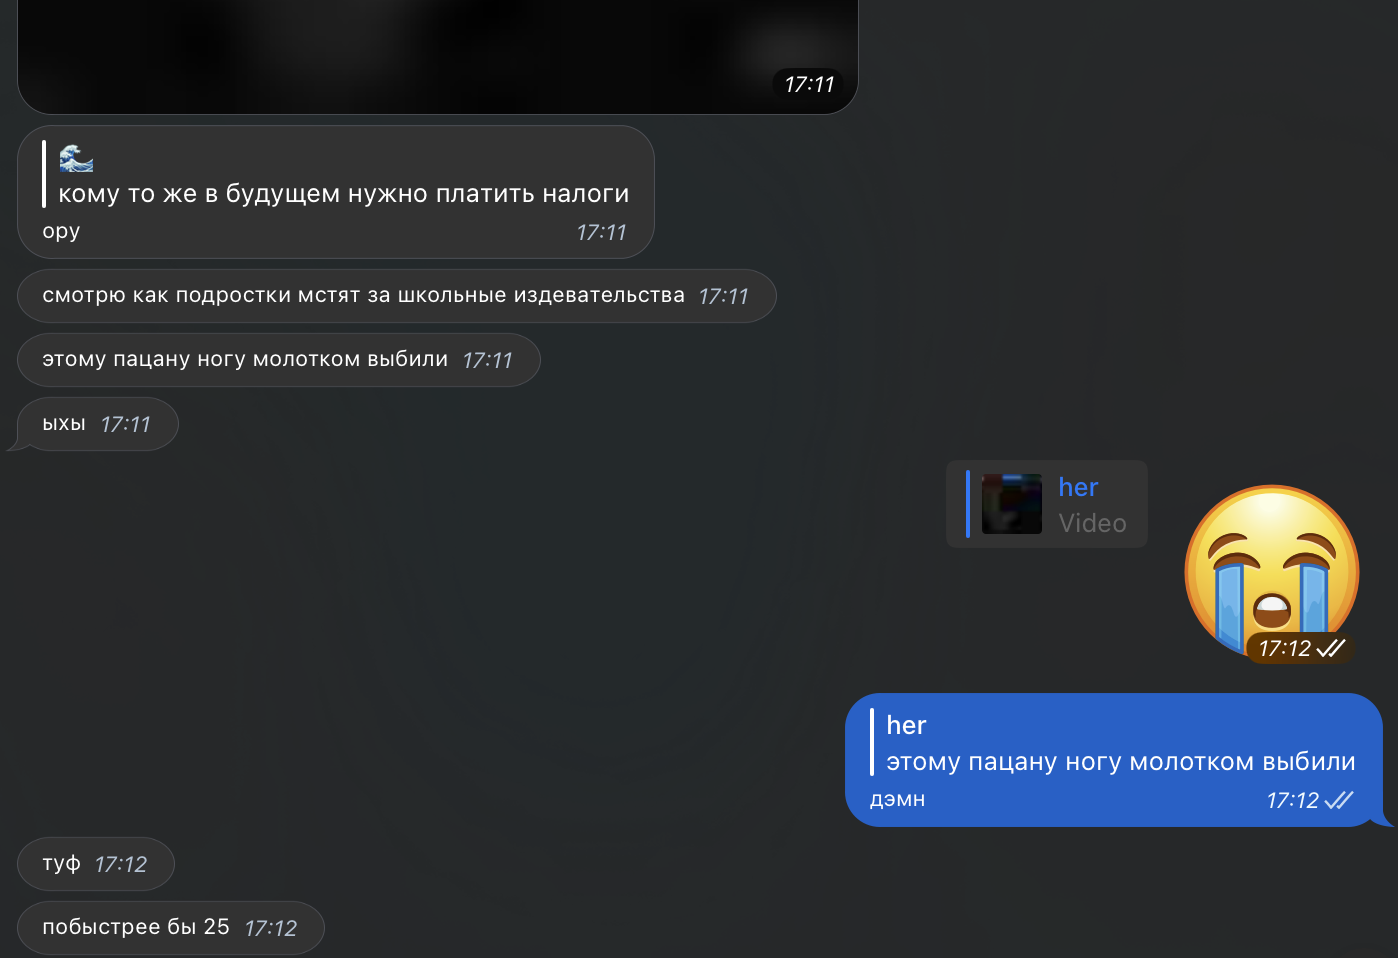 17:11
🌊
кому то же в будущем нужно платить налоги
ору 17:11
смотрю как подростки мстят за школьные издевательства 17:11
этому пацану ногу молотком выбили 17:11
ыхы 17:11
her
Video
17:12
her
этому пацану ногу молотком выбили
дэмн 17:12
туф 17:12
побыстрее бы 25 17:12